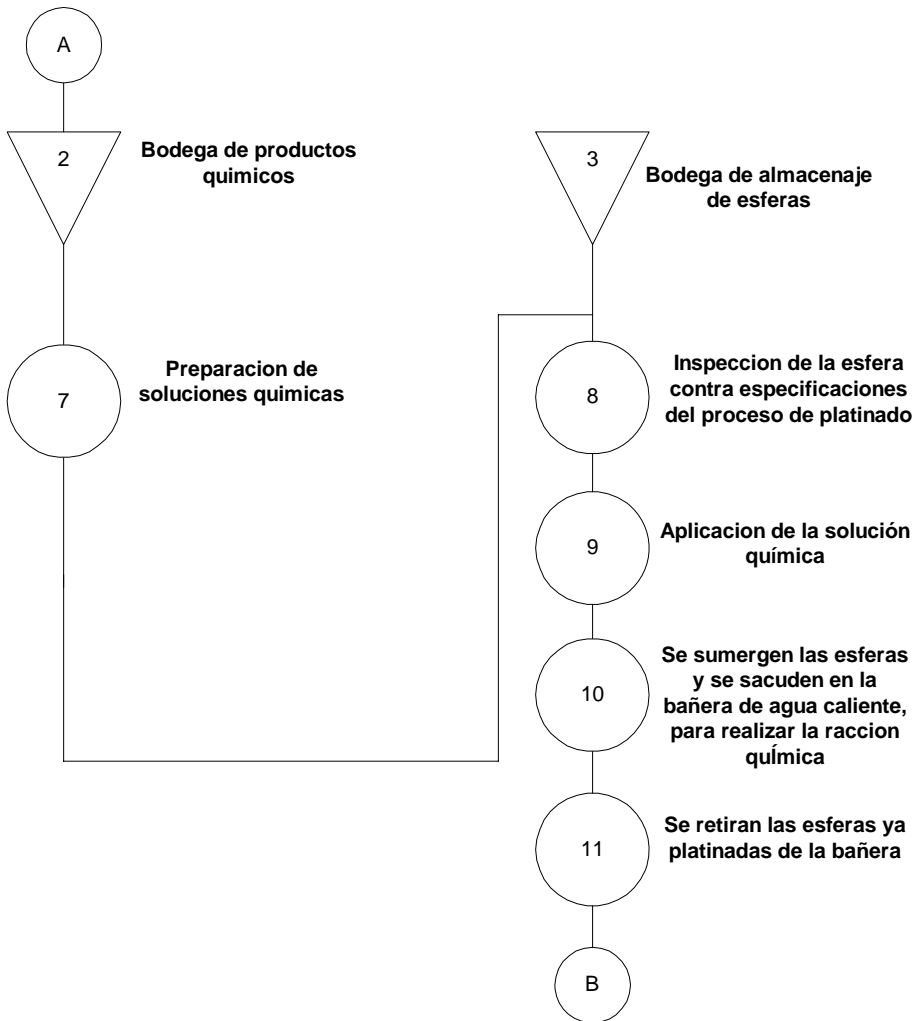 A
2
Bodega de productos
quimicos
7
Preparacion de
soluciones quimicas
3
Bodega de almacenaje
de esferas
8
Inspeccion de la esfera
contra especificaciones
del proceso de platinado
9
Aplicacion de la solución
química
10
Se sumergen las esferas
y se sacuden en la
bañera de agua caliente,
para realizar la raccion
quÍmica
11
Se retiran las esferas ya
platinadas de la bañera
B